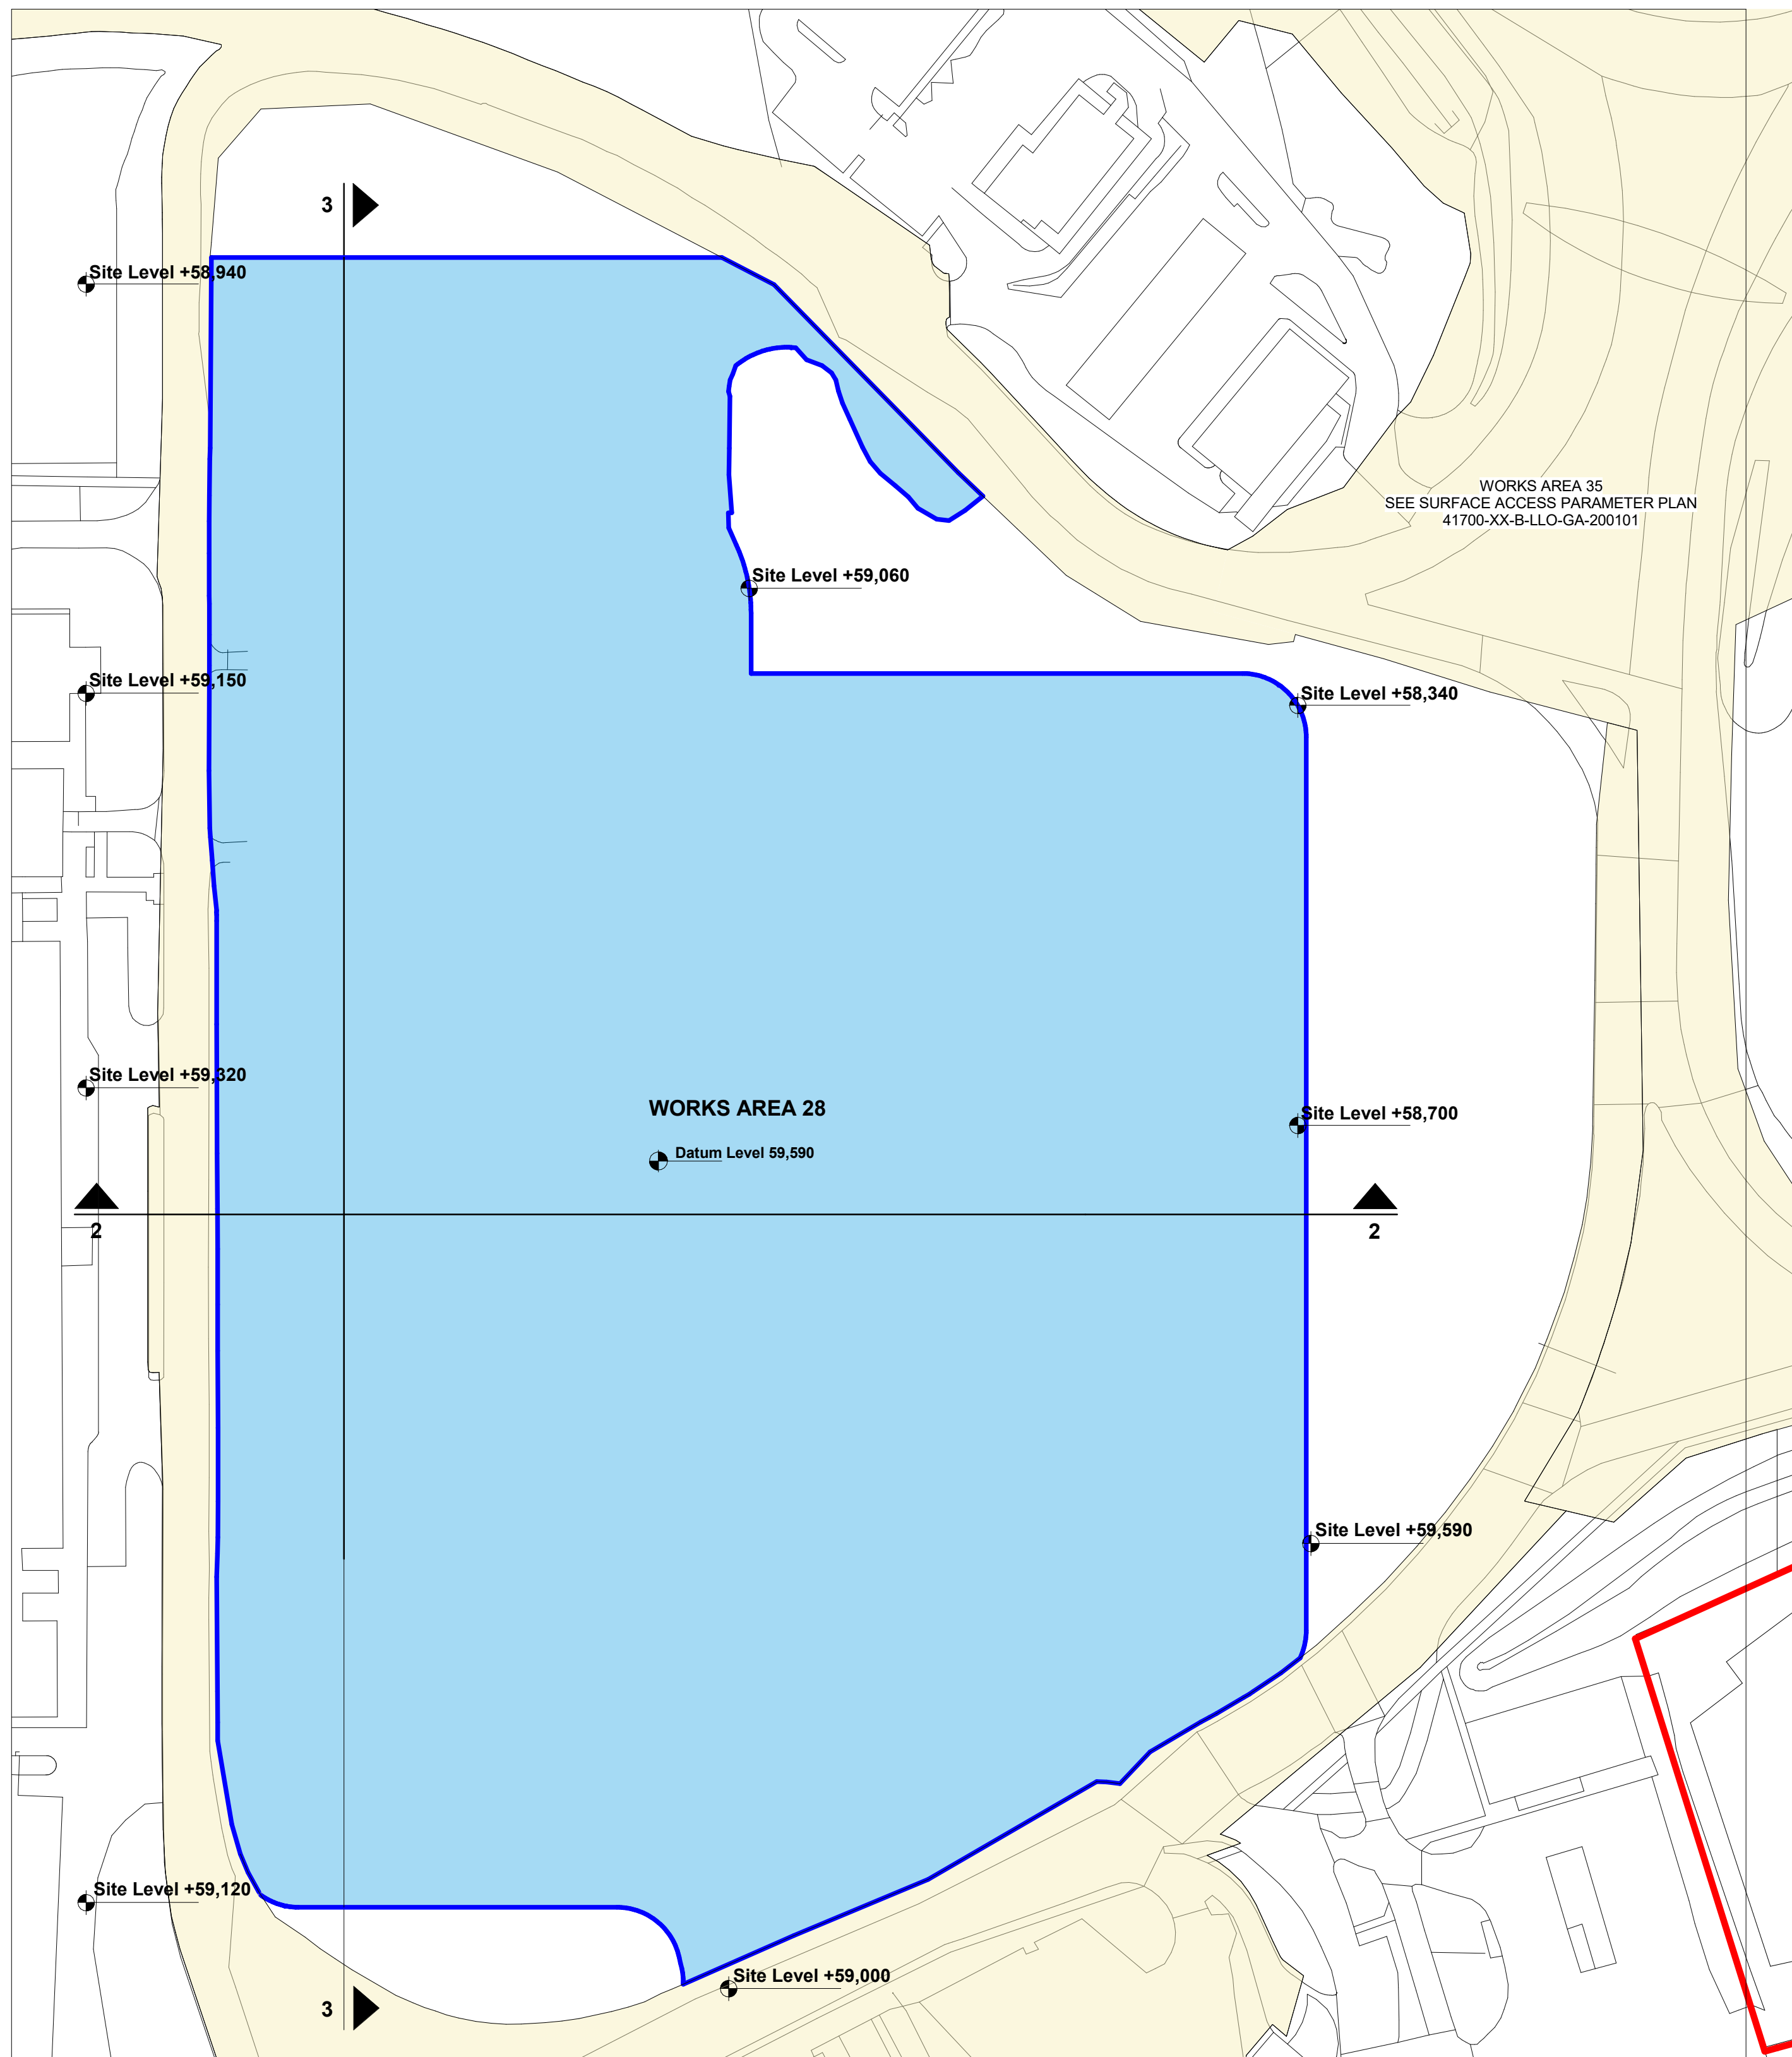 3
Site Level +58,940
WORKS AREA 35
SEE SURFACE ACCESS PARAMETER PLAN
41700-XX-B-LLO-GA-200101
Site Level +59,060
Site Level +59,150
Site Level +58,340
Site Level +59,320
WORKS AREA 28
Site Level +58,700
Datum Level 59,590
2
2
Site Level +59,590
Site Level +59,120
Site Level +59,000
3